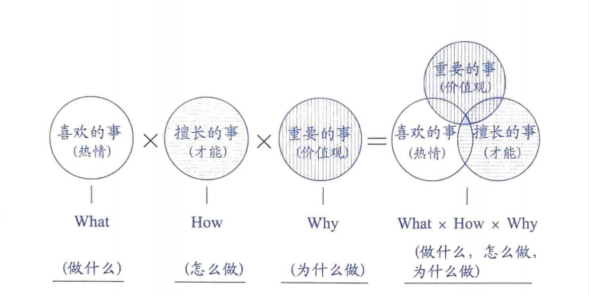 喜欢的事
(热情)
×
擅长的事
(才能)
×
重要的事
(价值观)
=
重要的事
(价值观)
喜欢的事
(热情)
擅长的事
(才能)
What
How
Why
What × How × Why
(做什么)
(怎么做)
(为什么做)
(做什么，怎么做，
为什么做)